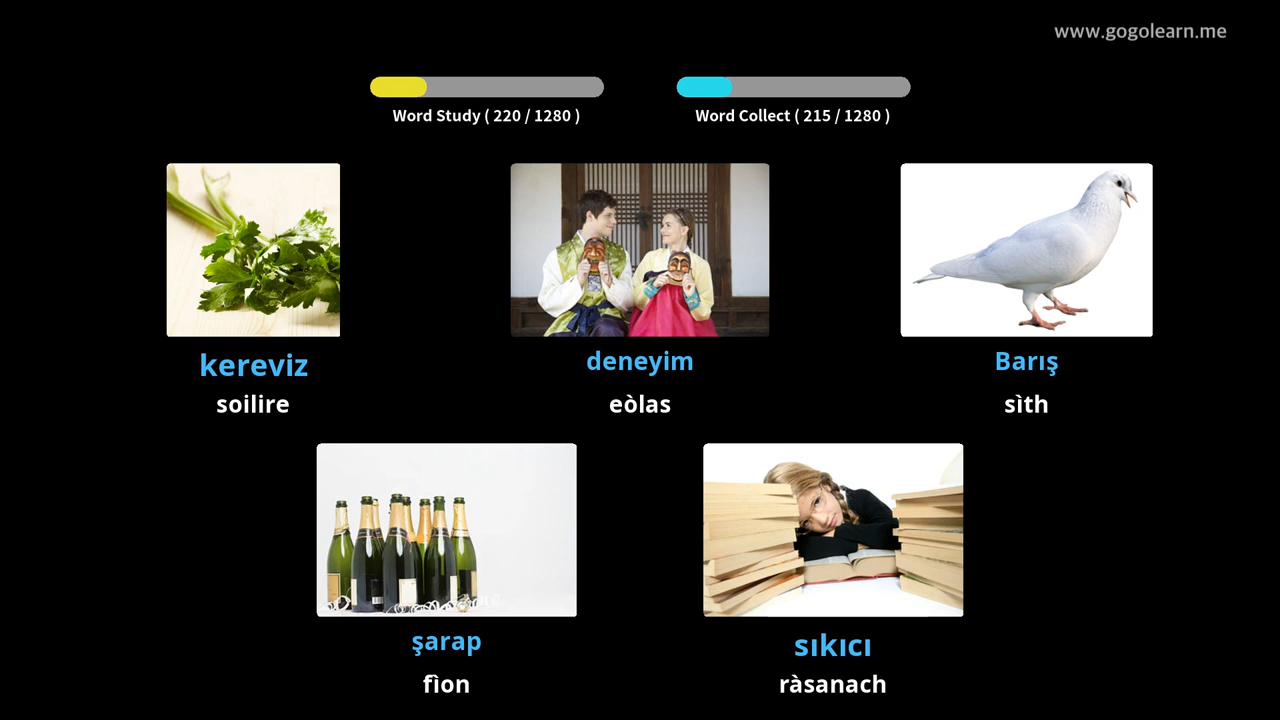 www.gogolearn.me
Word Study ( 220 / 1280 )
Word Collect ( 215 / 1280 )
kereviz
soilire
deneyim
eòlas
Barış
sìth
şarap
fìon
sıkıcı
ràsanach